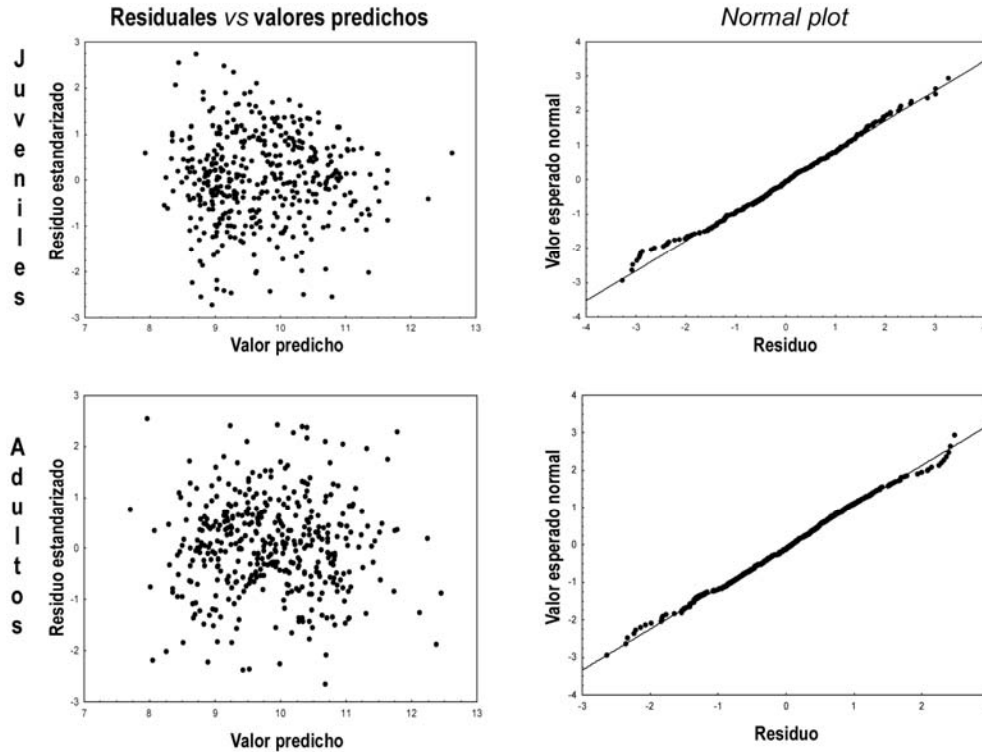 Residuales vs valores predichos
Juveniles
Residuo estandarizado
3
2
1
0
-1
-2
-3
7 8 9 10 11 12 13
Valor predicho
Normal plot
Valor esperado normal
4
3
2
1
0
-1
-2
-3
-4
-4 -3 -2 -1 0 1 2 3
Residuo
Adultos
Residuo estandarizado
3
2
1
0
-1
-2
-3
7 8 9 10 11 12 13
Valor predicho
Valor esperado normal
4
3
2
1
0
-1
-2
-3
-4
-3 -2 -1 0 1 2 3
Residuo